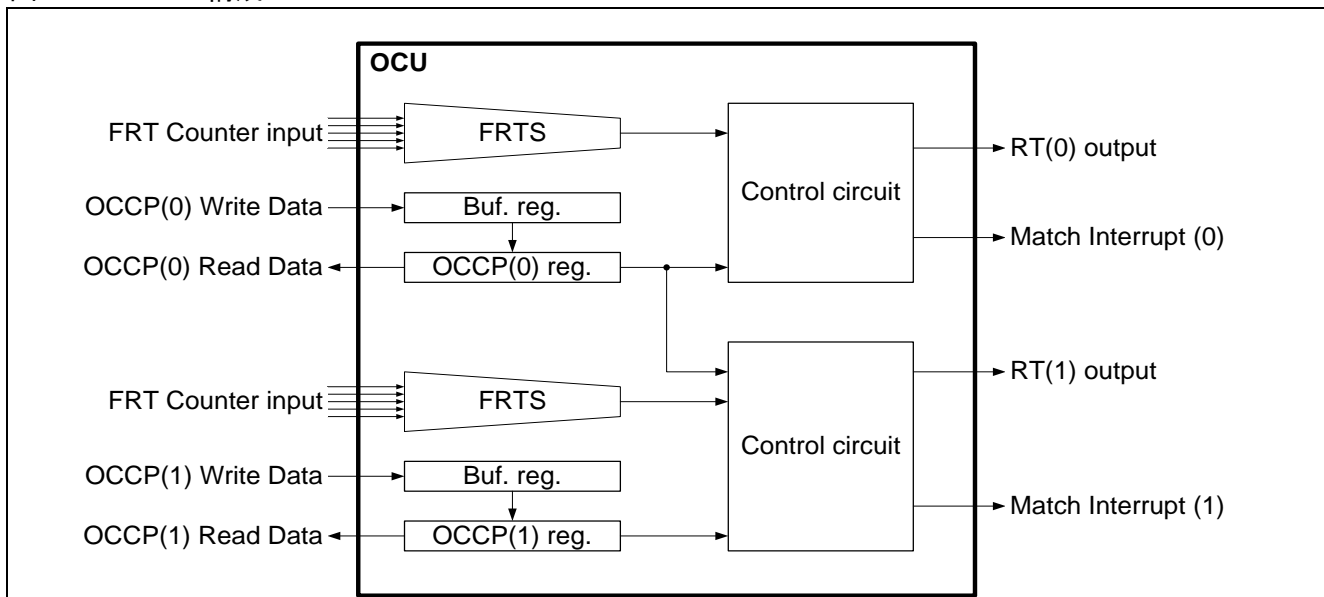 OCU
FRT Counter input
FRTS
OCCP(0) Write Data
Buf. reg.
OCCP(0) Read Data
OCCP(0) reg.
Control circuit
RT(0) output
Match Interrupt (0)
FRT Counter input
FRTS
OCCP(1) Write Data
Buf. reg.
OCCP(1) Read Data
OCCP(1) reg.
Control circuit
RT(1) output
Match Interrupt (1)